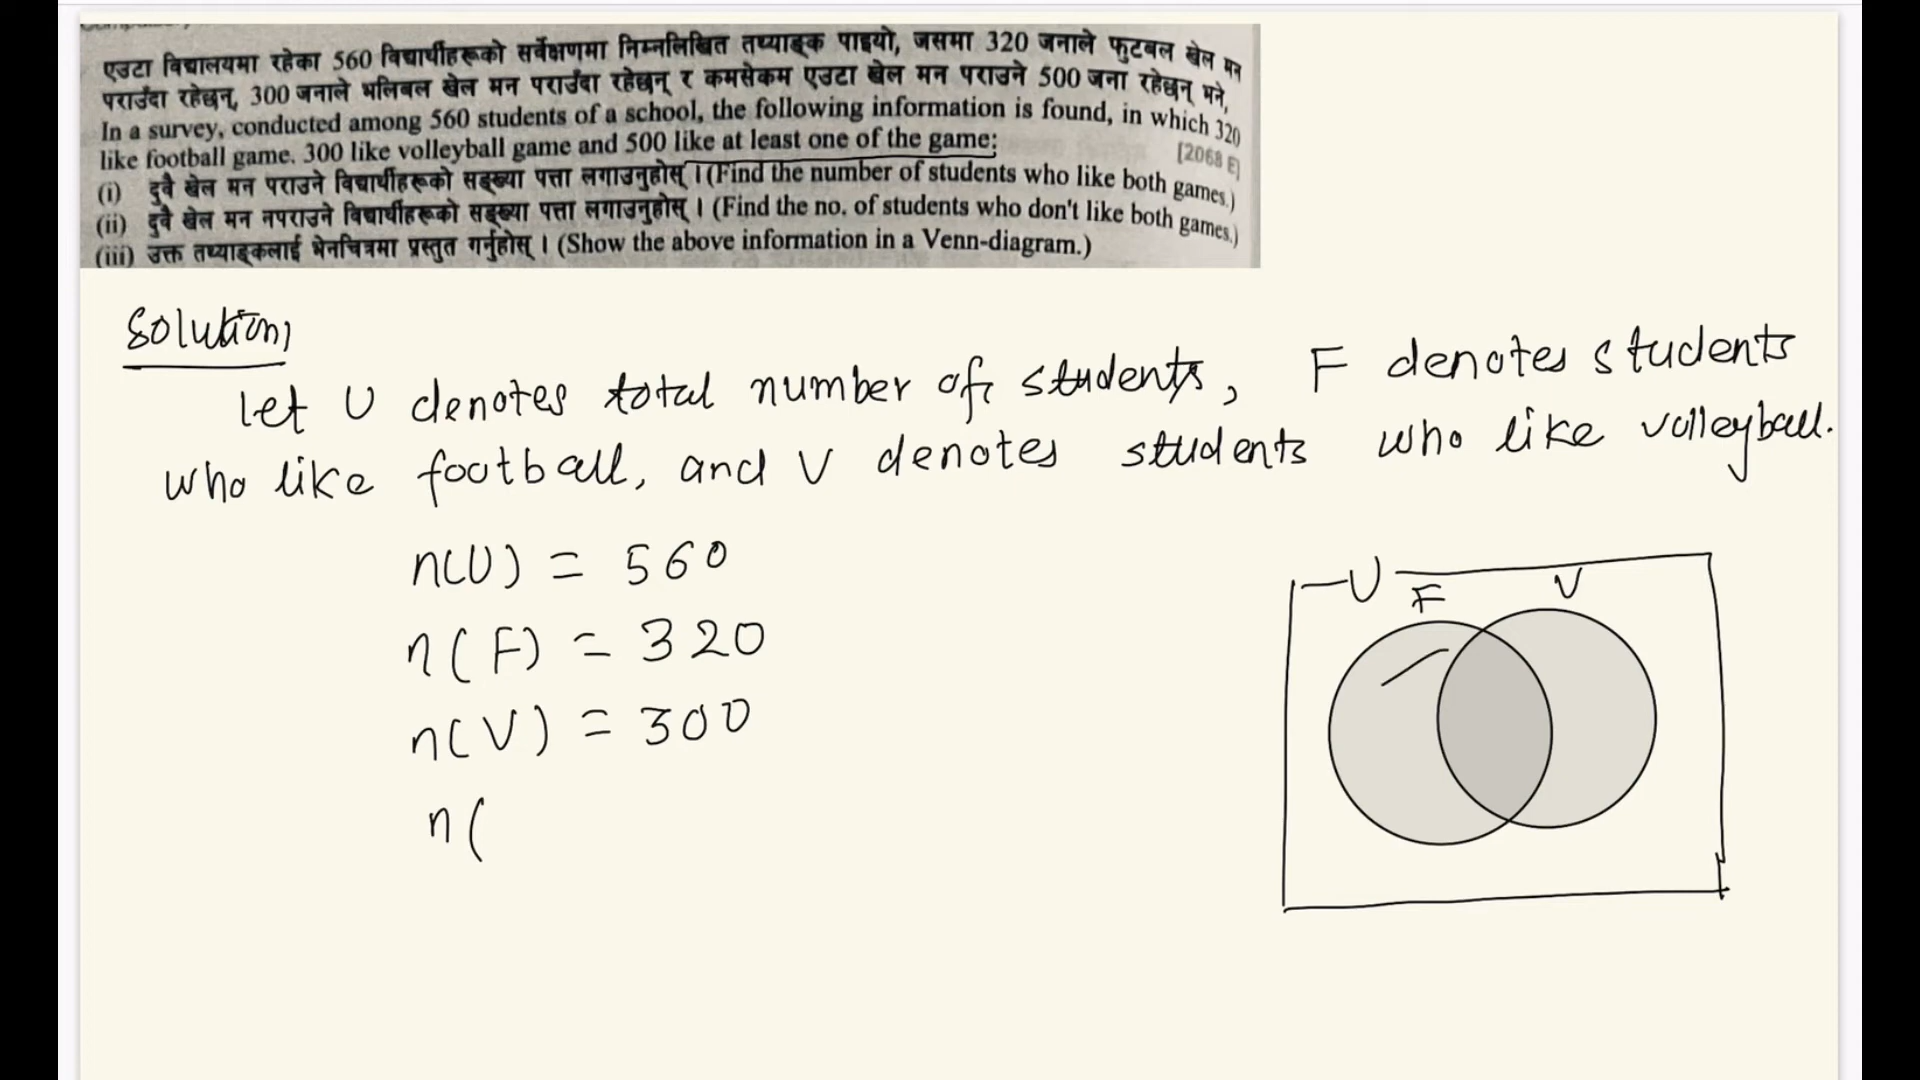 एउटा विद्यालयमा रहेका 560 विद्यार्थीहरूको सर्वेक्षणमा निम्नलिखित तथ्याङ्क पाइयो, जसमा 320 जनाले फुटबल खेल मन
पराउँदा रहेछन्, 300 जनाले भलिबल खेल मन पराउँदा रहेछन् र कमसेकम एउटा खेल मन पराउने 500 जना रहेछन् भने,
In a survey, conducted among 560 students of a school, the following information is found, in which 320
like football game. 300 like volleyball game and 500 like at least one of the game:
[2068 E]
(i) दुवै खेल मन पराउने विद्यार्थीहरूको सङ्ख्या पत्ता लगाउनुहोस् । (Find the number of students who like both games.)
(ii) दुवै खेल मन नपराउने विद्यार्थीहरूको सङ्ख्या पत्ता लगाउनुहोस् । (Find the no. of students who don't like both games.)
(iii) उक्त तथ्याङ्कलाई भेनचित्रमा प्रस्तुत गर्नुहोस् । (Show the above information in a Venn-diagram.)
Solution,
Let U denotes total number of students, F denotes students
who like football, and V denotes students who like volleyball.
n(U) = 560
n(F) = 320
n(V) = 300
n(
U
F V